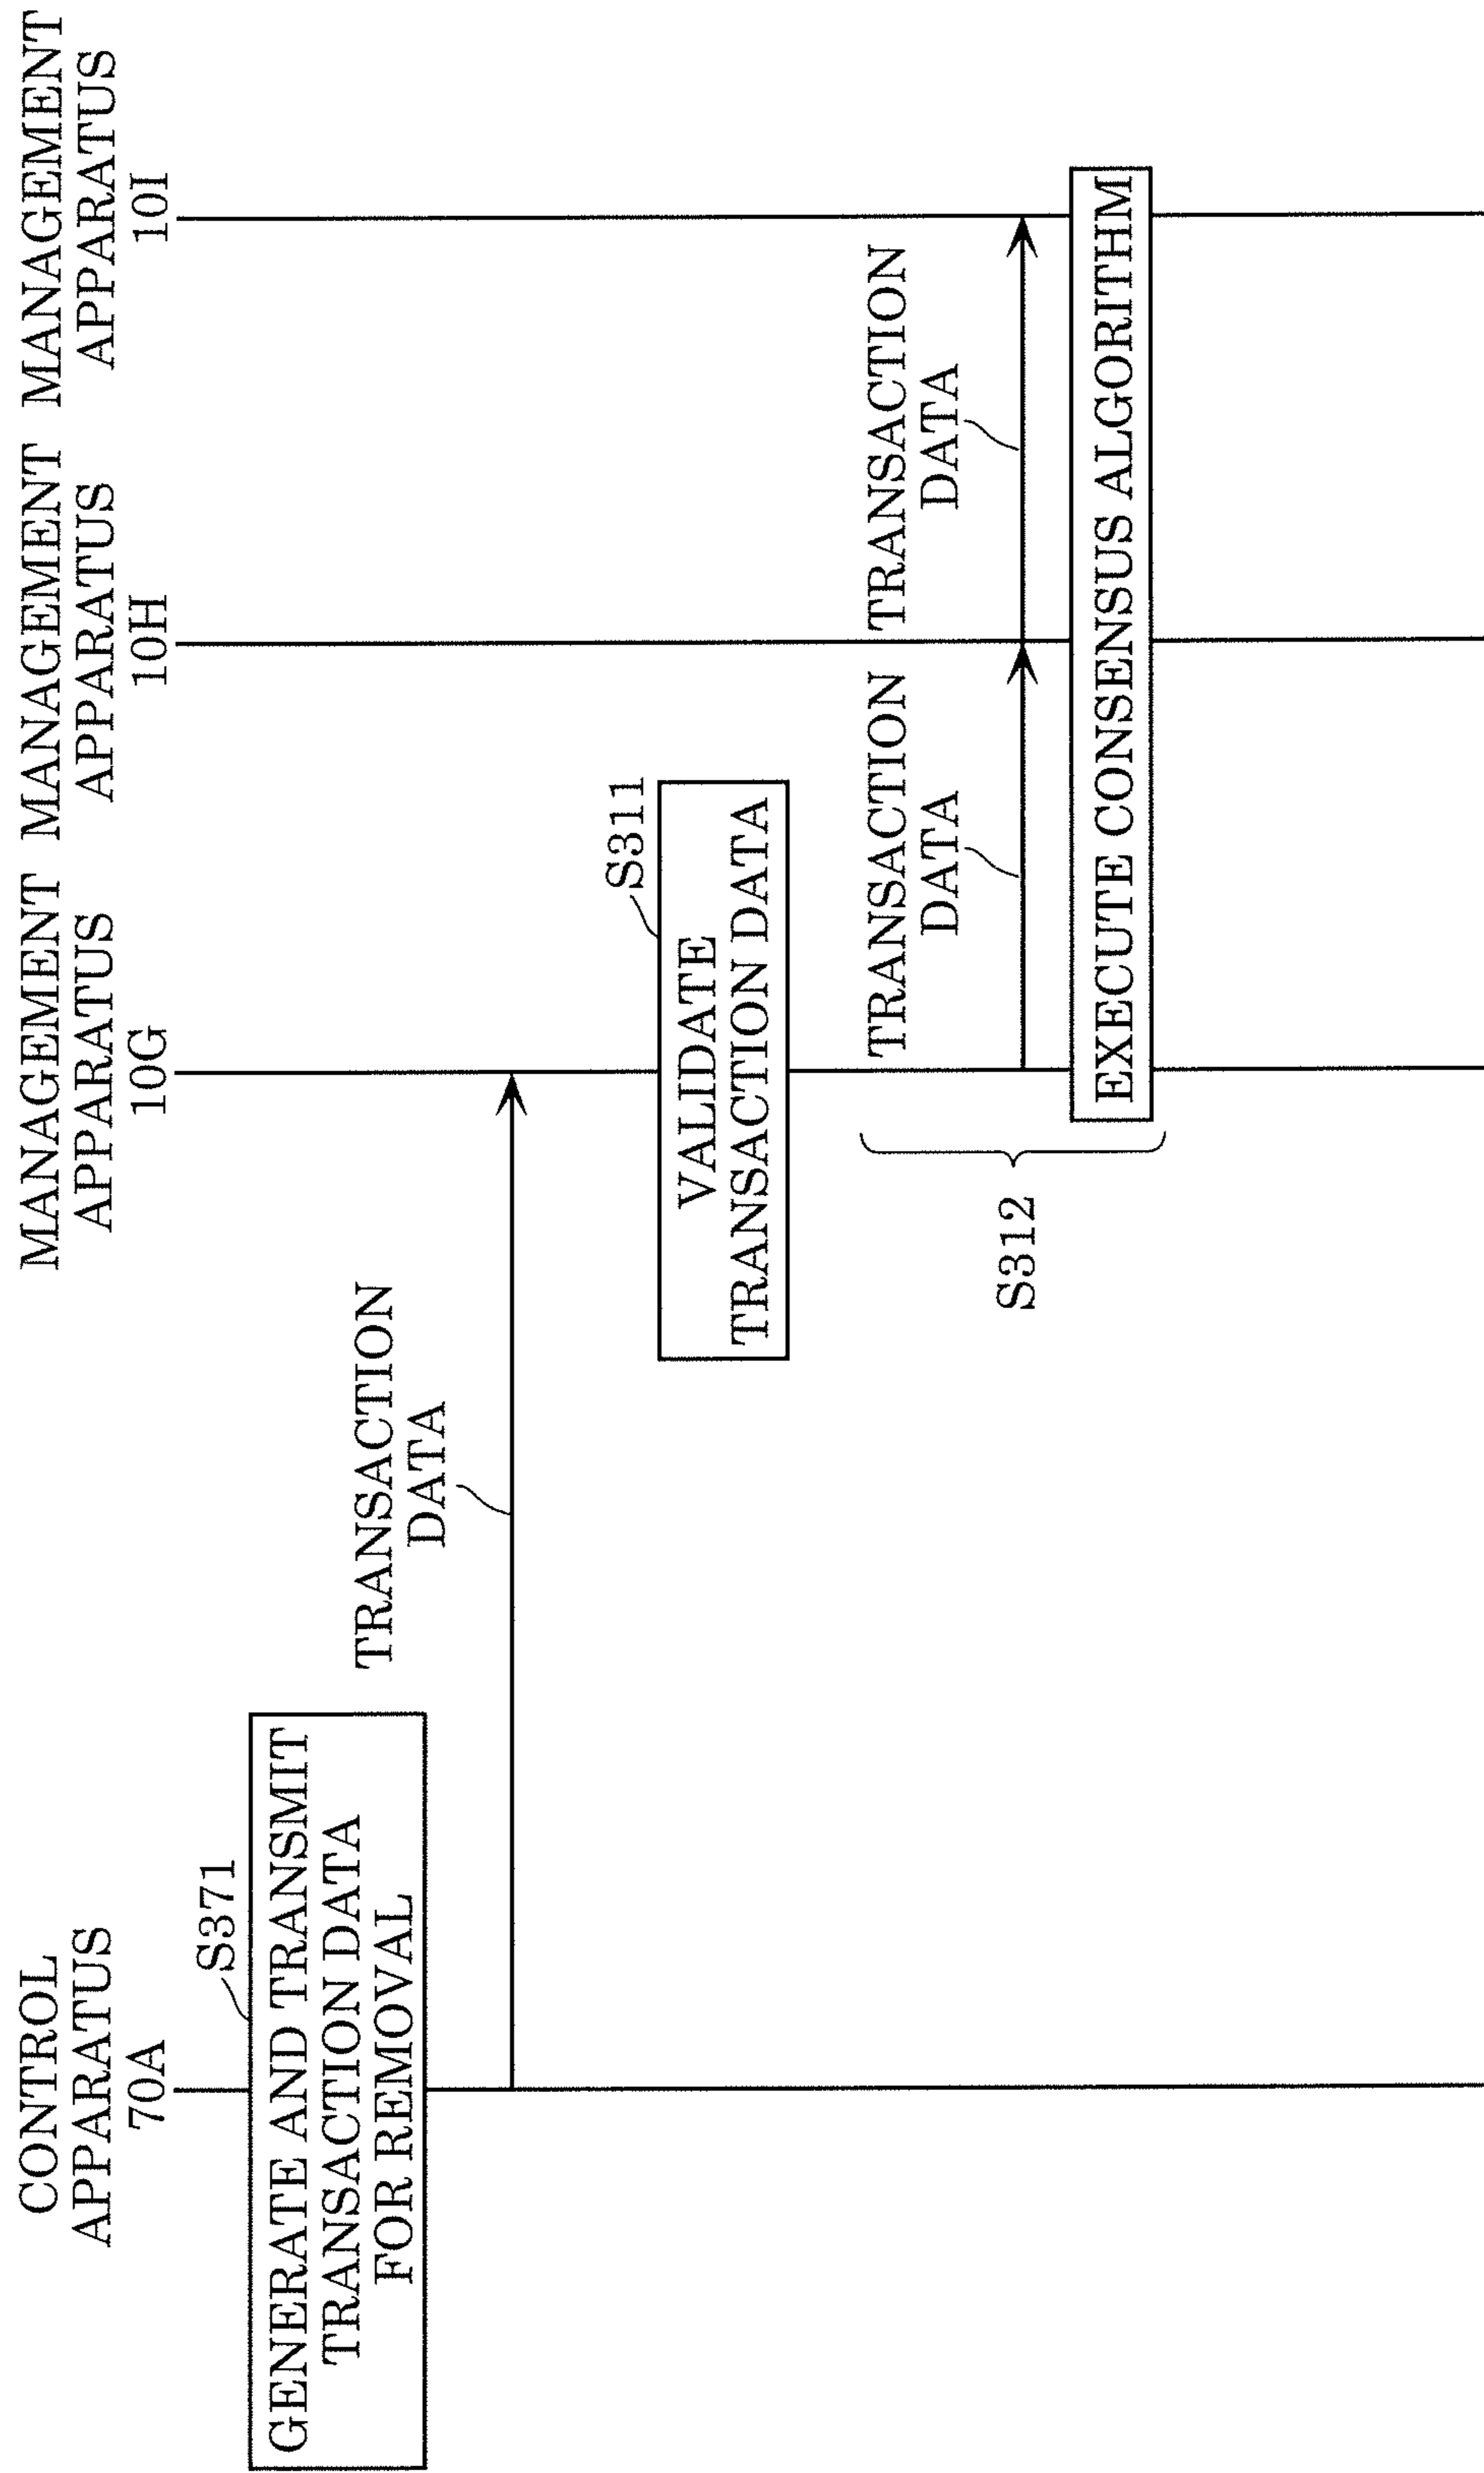 CONTROL
APPARATUS
70A
MANAGEMENT
APPARATUS
10G
MANAGEMENT
APPARATUS
10H
MANAGEMENT
APPARATUS
10I
S371
GENERATE AND TRANSMIT
TRANSACTION DATA
FOR REMOVAL
TRANSACTION
DATA
S311
VALIDATE
TRANSACTION DATA
TRANSACTION
DATA
TRANSACTION
DATA
S312
EXECUTE CONSENSUS ALGORITHM